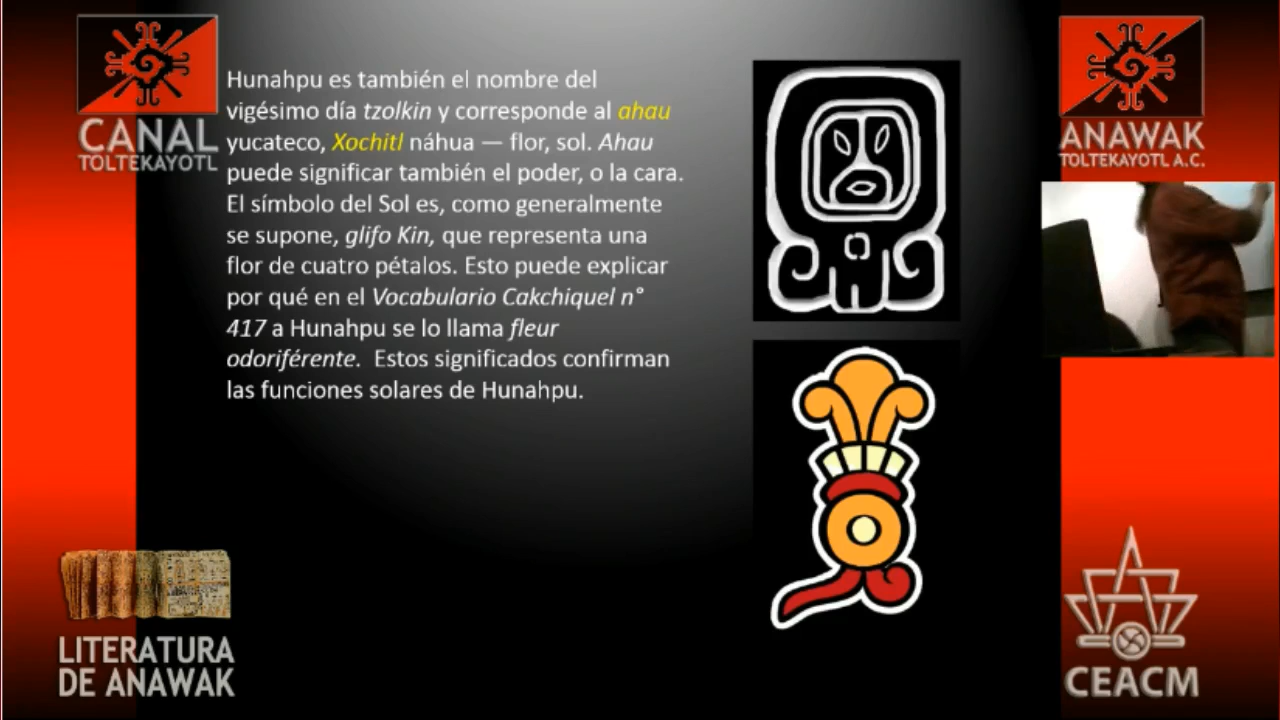 CANAL
TOLTEKAYOTL
Hunahpu es también el nombre del
vigésimo día tzolkin y corresponde al ahau
yucateco, Xochitl náhua — flor, sol. Ahau
puede significar también el poder, o la cara.
El símbolo del Sol es, como generalmente
se supone, glifo Kin, que representa una
flor de cuatro pétalos. Esto puede explicar
por qué en el Vocabulario Cakchiquel n°
417 a Hunahpu se lo llama fleur
odoriférente. Estos significados confirman
las funciones solares de Hunahpu.
ANAWAK
TOLTEKAYOTL A.C.
LITERATURA
DE ANAWAK
CEACM